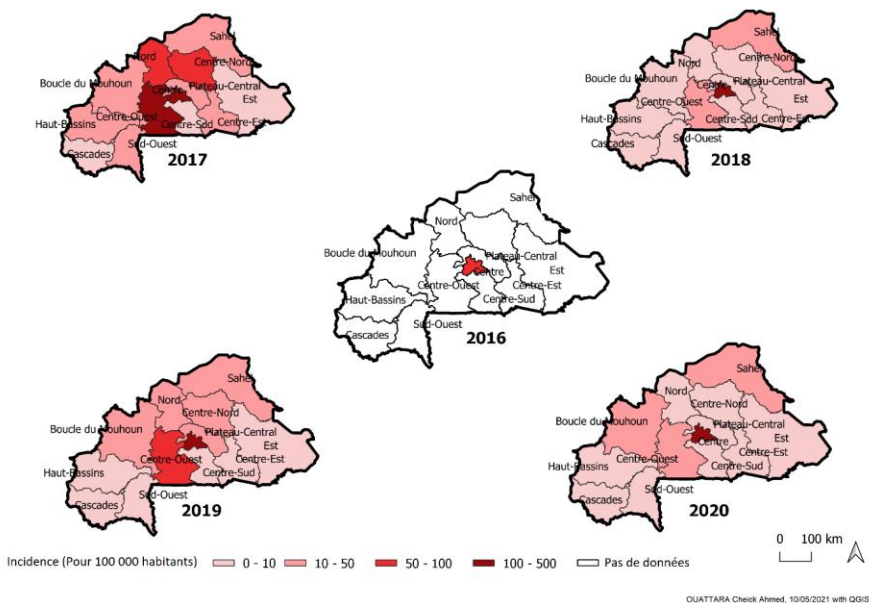 Sahel
Nord
Centre-Nord
Boucle du Mouhoun
Plateau-Central
Centre
Est
Centre-Ouest
Haut-Bassins
Centre-Sud
Centre-Est
Sud-Ouest
Cascades
2017
Sahel
Nord
Centre-Nord
Boucle du Mouhoun
Plateau-Central
Centre
Est
Centre-Ouest
Haut-Bassins
Centre-Sud
Centre-Est
Sud-Ouest
Cascades
2018
Sahel
Nord
Boucle du Mouhoun
Plateau-Central
Centre
Est
Centre-Ouest
Centre-Est
Haut-Bassins
Centre-Sud
Sud-Ouest
Cascades
2016
Sahel
Nord
Centre-Nord
Boucle du Mouhoun
Plateau-Central
Est
Centre-Ouest
Centre-Est
Haut-Bassins
Centre-Sud
Sud-Ouest
Cascades
2019
Sahel
Nord
Centre-Nord
Boucle du Mouhoun
Plateau-Central
Centre
Est
Centre-Ouest
Centre-Est
Haut-Bassins
Centre-Sud
Sud-Ouest
Cascades
2020
0 100 km
Incidence (Pour 100 000 habitants) 0 - 10 10 - 50 50 - 100 100 - 500 Pas de données
OUATTARA Cheick Ahmed, 10/05/2021 with QGIS